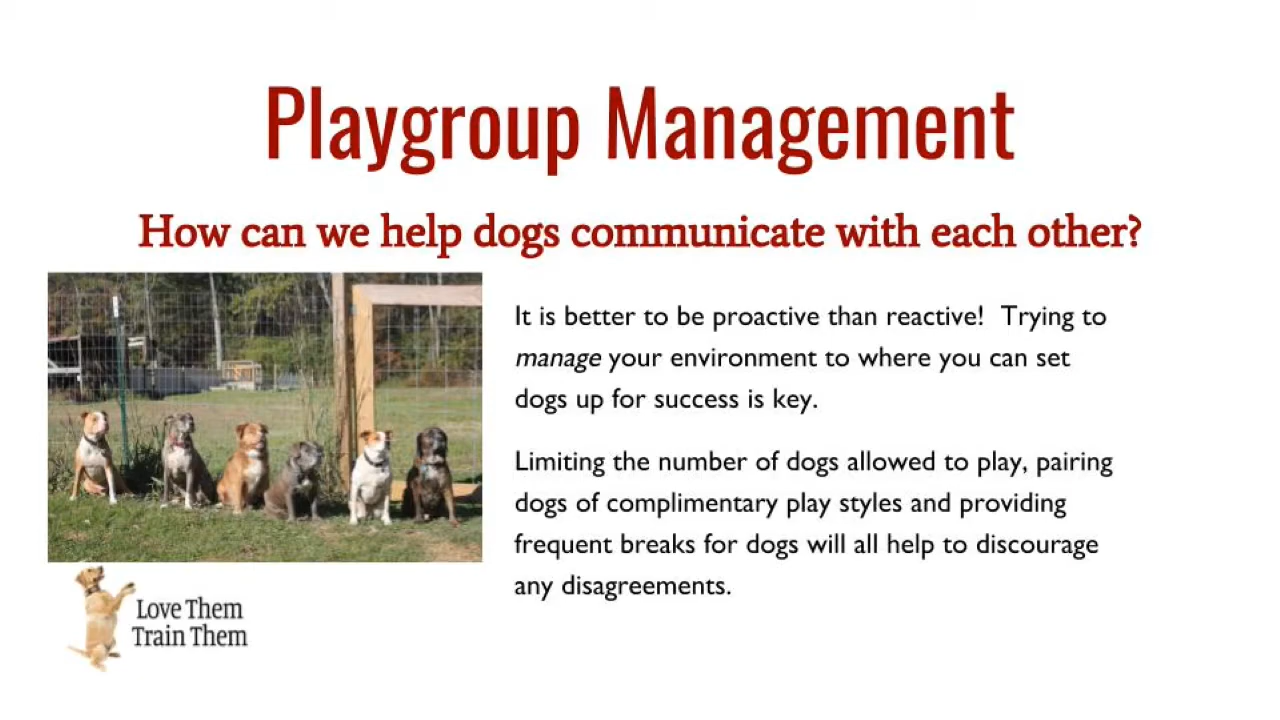 Playgroup Management
How can we help dogs communicate with each other?
It is better to be proactive than reactive!  Trying to
manage your environment to where you can set
dogs up for success is key.
Limiting the number of dogs allowed to play, pairing
dogs of complimentary play styles and providing
frequent breaks for dogs will all help to discourage
any disagreements.
Love Them
Train Them